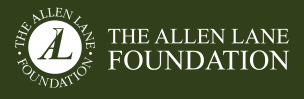 THE ALLEN LANE
FOUNDATION
AL
THE ALLEN LANE
FOUNDATION